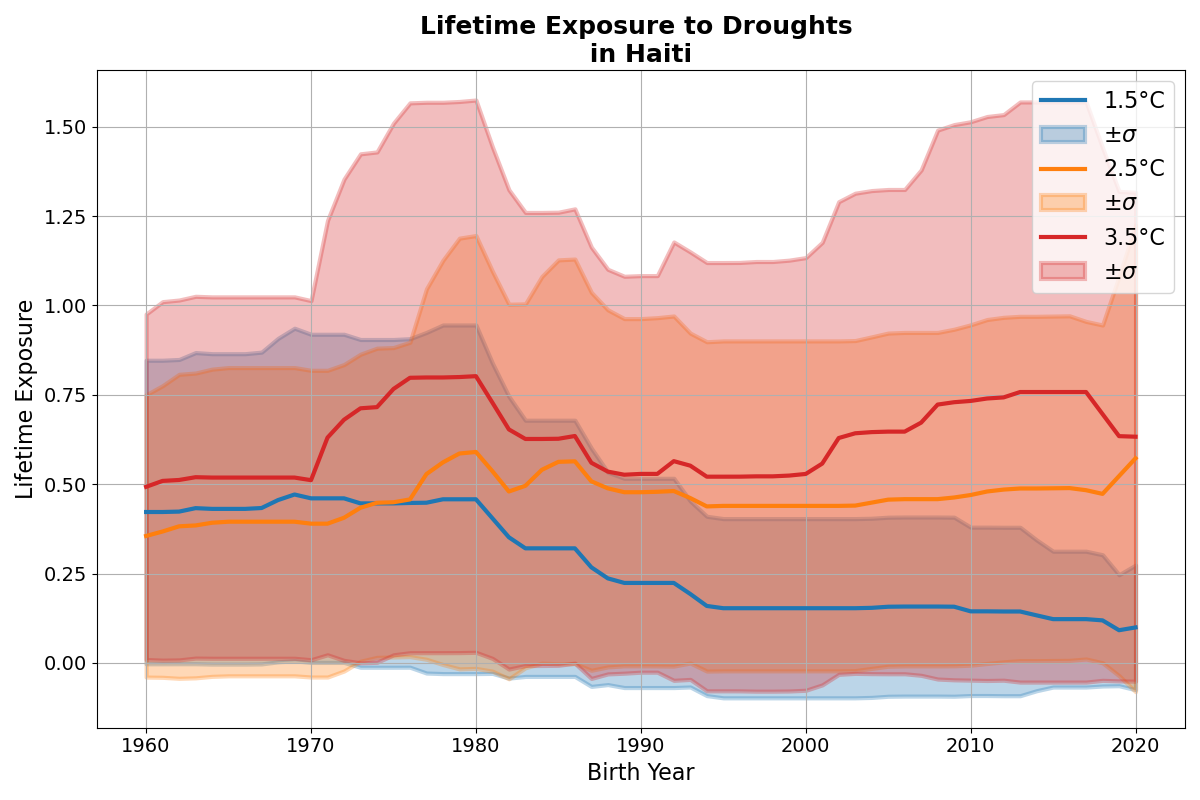 Lifetime Exposure to Droughts
in Haiti
1.5°C
±σ
2.5°C
±σ
3.5°C
±σ
Lifetime Exposure
1.50
1.25
1.00
0.75
0.50
0.25
0.00
1960 1970 1980 1990 2000 2010 2020
Birth Year